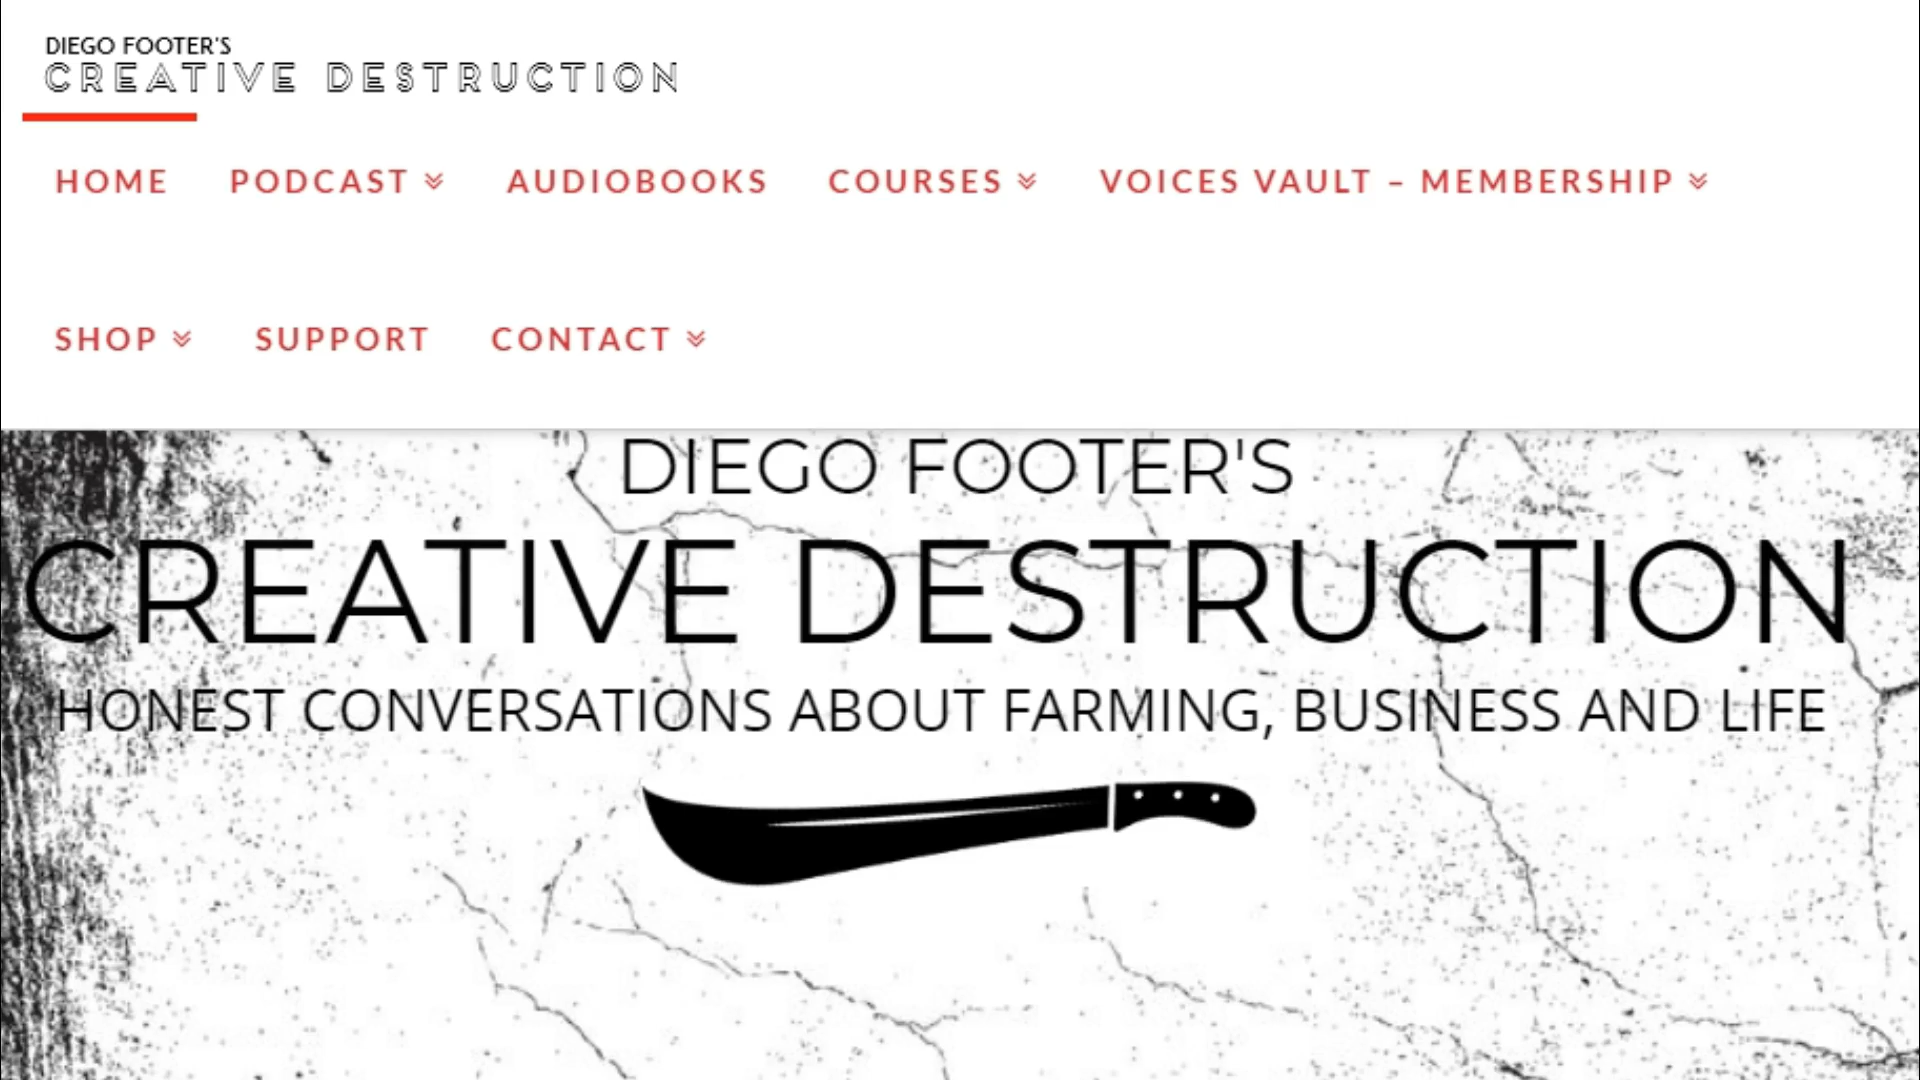 DIEGO FOOTER'S
CREATIVE DESTRUCTION
HOME PODCAST AUDIOBOOKS COURSES VOICES VAULT – MEMBERSHIP
SHOP SUPPORT CONTACT
DIEGO FOOTER'S
CREATIVE DESTRUCTION
HONEST CONVERSATIONS ABOUT FARMING, BUSINESS AND LIFE